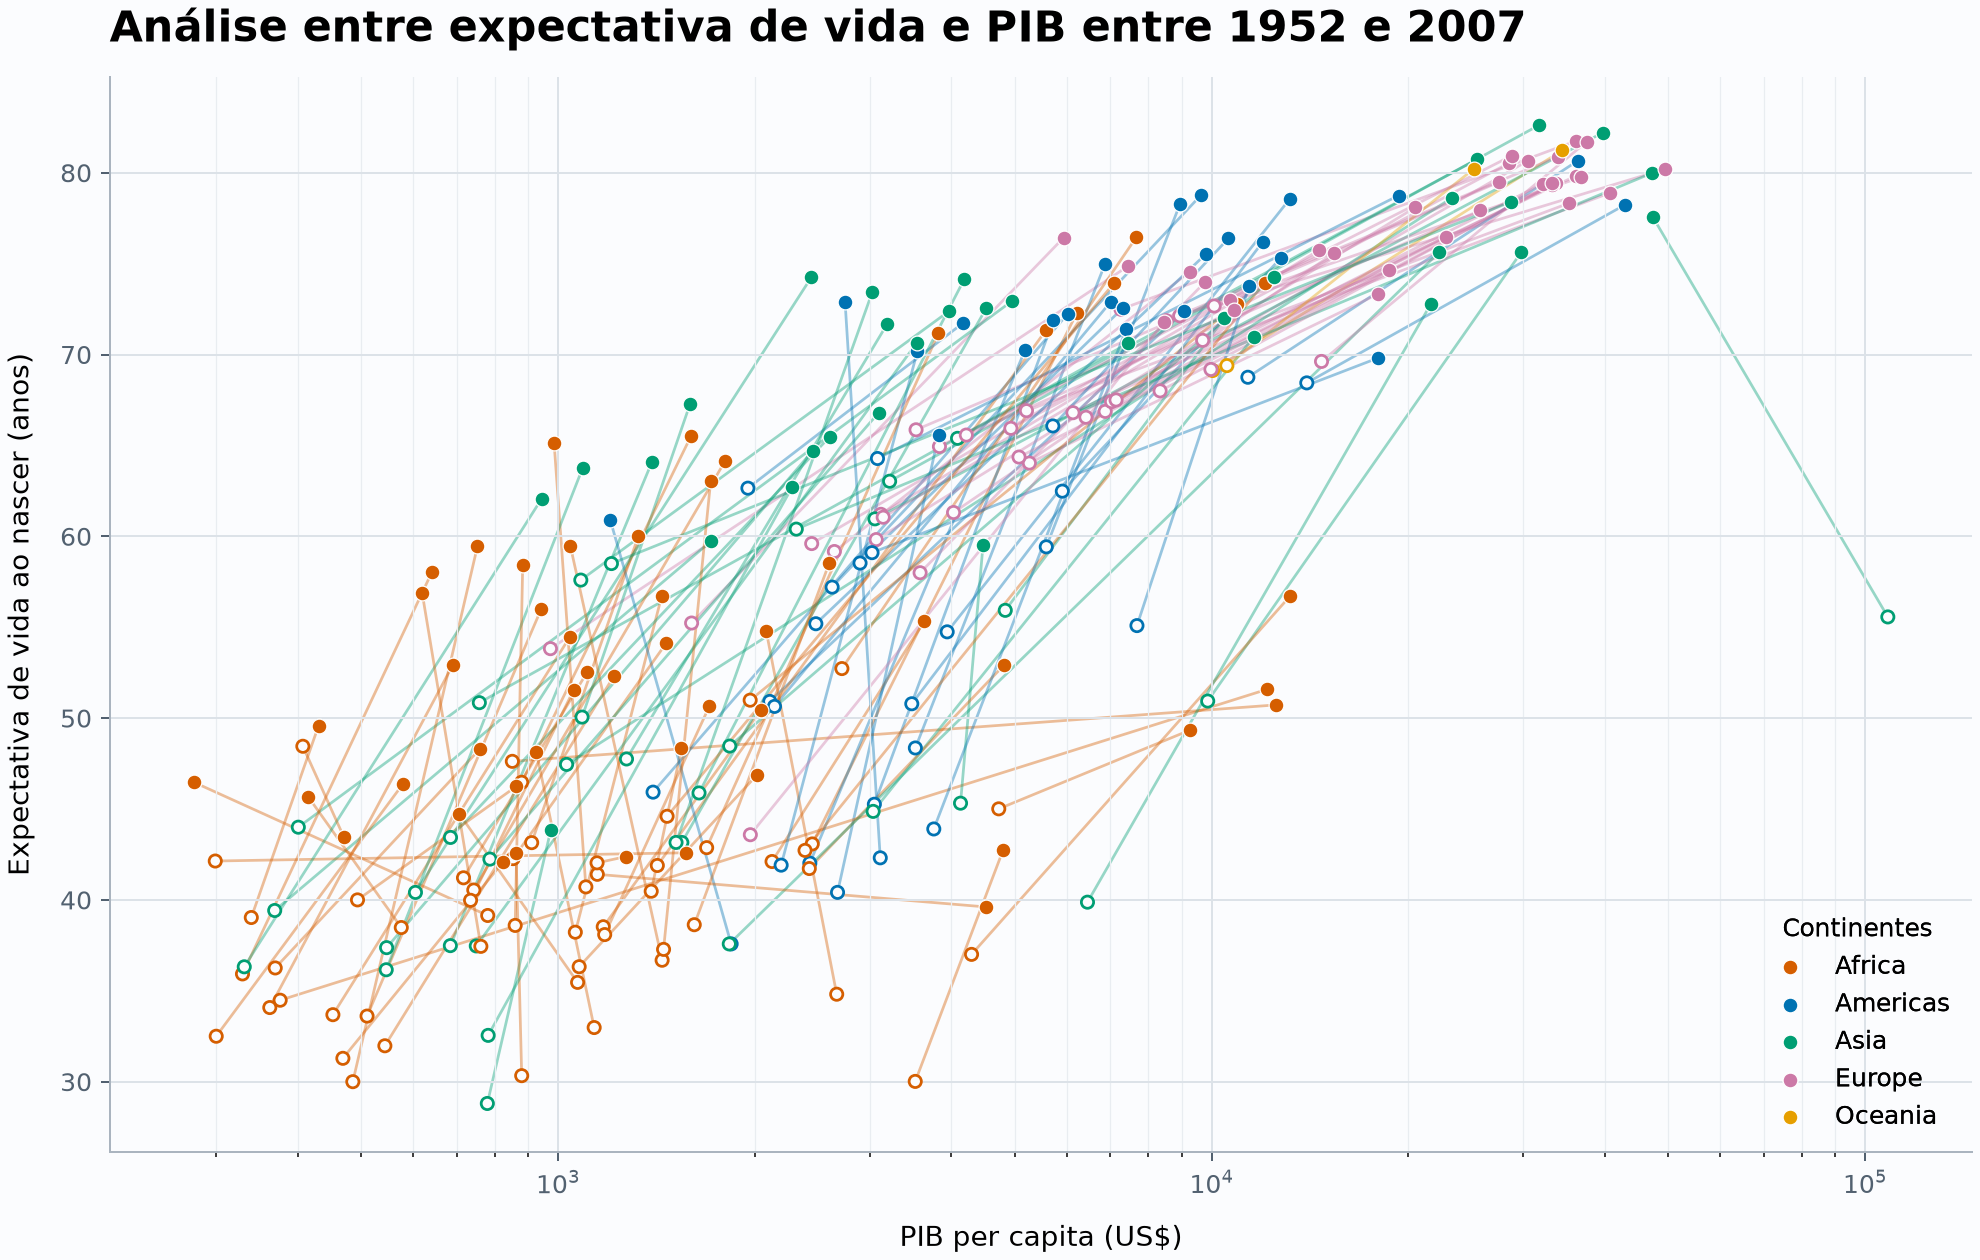 Análise entre expectativa de vida e PIB entre 1952 e 2007
Expectativa de vida ao nascer (anos)
80
70
60
50
40
30
Continentes
Africa
Americas
Asia
Europe
Oceania
10³
10⁴
10⁵
PIB per capita (US$)